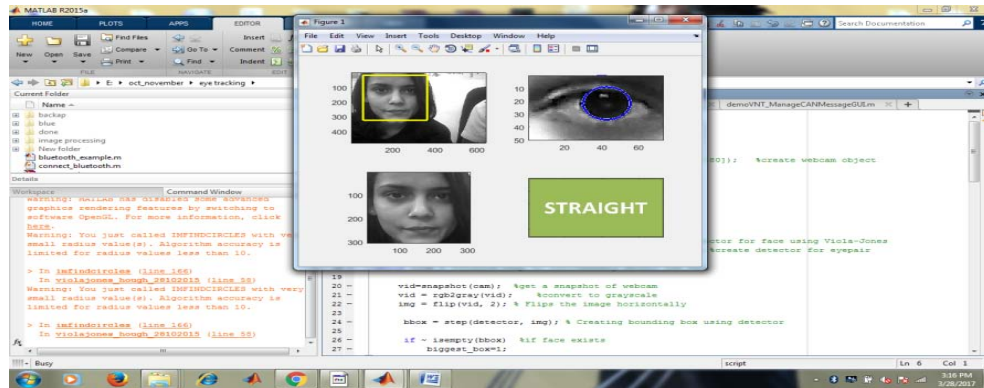 MATLAB R2015a
HOME PLOTS APPS EDITOR
Search Documentation
New Open Save
Find Files
Compare
Print
Go To
Find
Insert
Comment
Indent
FILE NAVIGATE EDIT
E: oct_november eye tracking
Current Folder
Name
backup
blue
done
image processing
New folder
bluetooth_example.m
connect_bluetooth.m
Details
Workspace Command Window
Warning: MATLAB has disabled some advanced
graphics rendering features by switching to
software OpenGL. For more information, click
here.
Warning: You just called IMFINDCIRCLES with very
small radius value(s). Algorithm accuracy is
limited for radius values less than 10.
> In imfindcircles (line 166)
In violajones_hough_28102015 (line 58)
Warning: You just called IMFINDCIRCLES with very
small radius value(s). Algorithm accuracy is
limited for radius values less than 10.
> In imfindcircles (line 166)
In violajones_hough_28102015 (line 58)
fx
Figure 1
File Edit View Insert Tools Desktop Window Help
100
200
300
400
200 400 600
10
20
30
40
50
20 40 60
100
200
300
100 200 300
STRAIGHT
demoVNT_ManageCANMessageGUI.m
%create webcam object
for face using Viola-Jones
%create detector for eyepair
19
20 vid=snapshot(cam); %get a snapshot of webcam
21 vid = rgb2gray(vid); %convert to grayscale
22 img = flip(vid, 2); % Flips the image horizontally
23
24 bbox = step(detector, img); % Creating bounding box using detector
25
26 if ~ isempty(bbox) %if face exists
27 biggest_box=1;
Busy
script Ln 6 Col 1
3:16 PM
3/28/2017